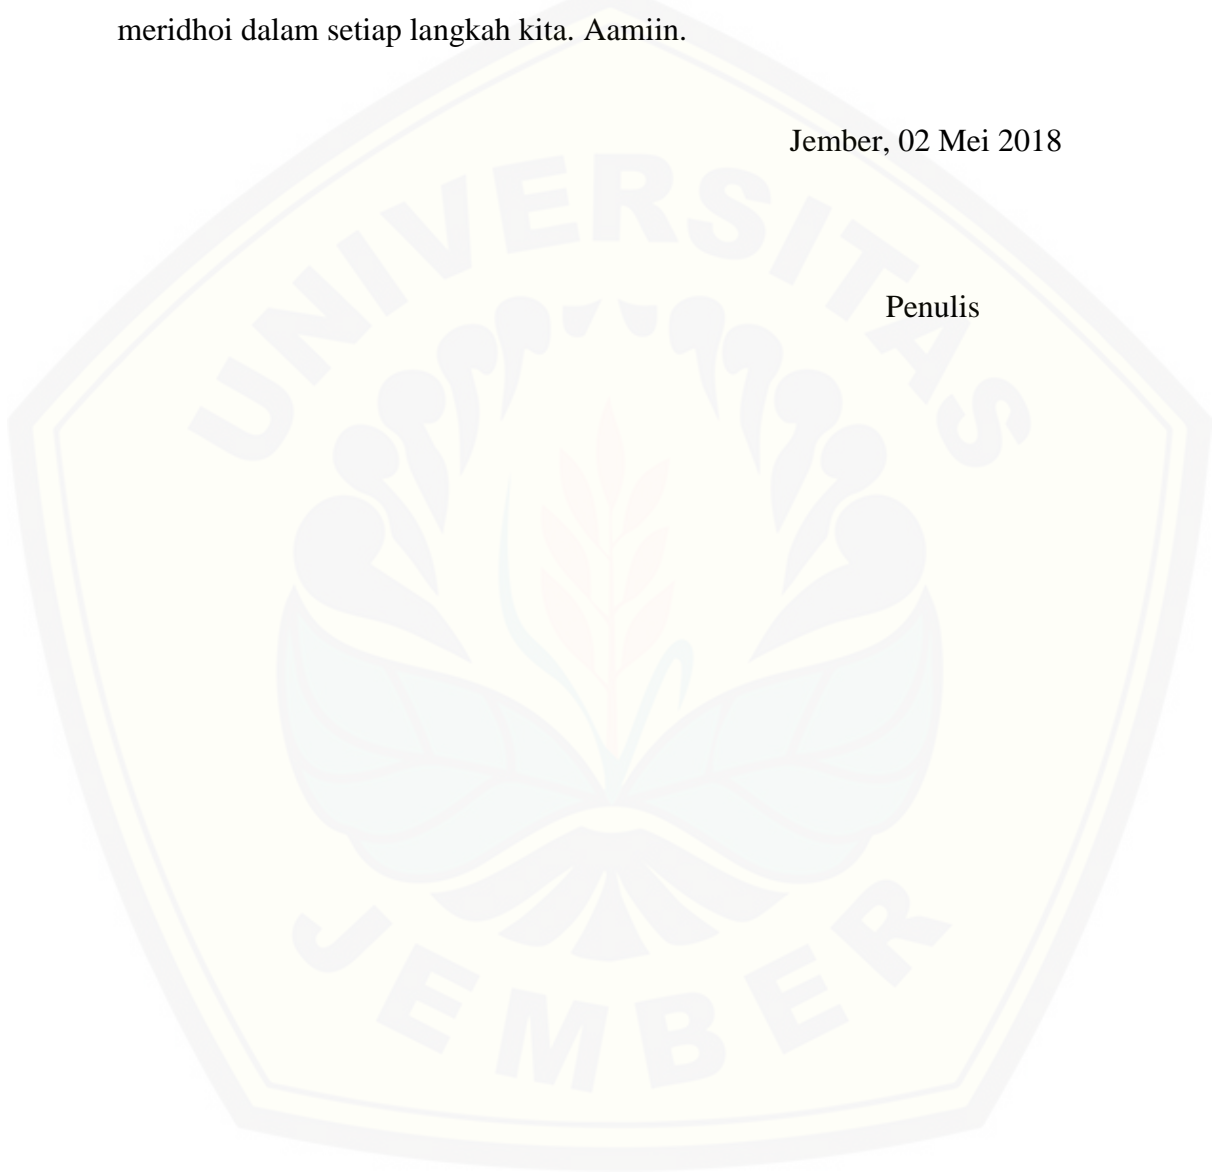 meridhoi dalam setiap langkah kita. Aamiin.
Jember, 02 Mei 2018
UNIVERSITAS
Penulis
JEMBER